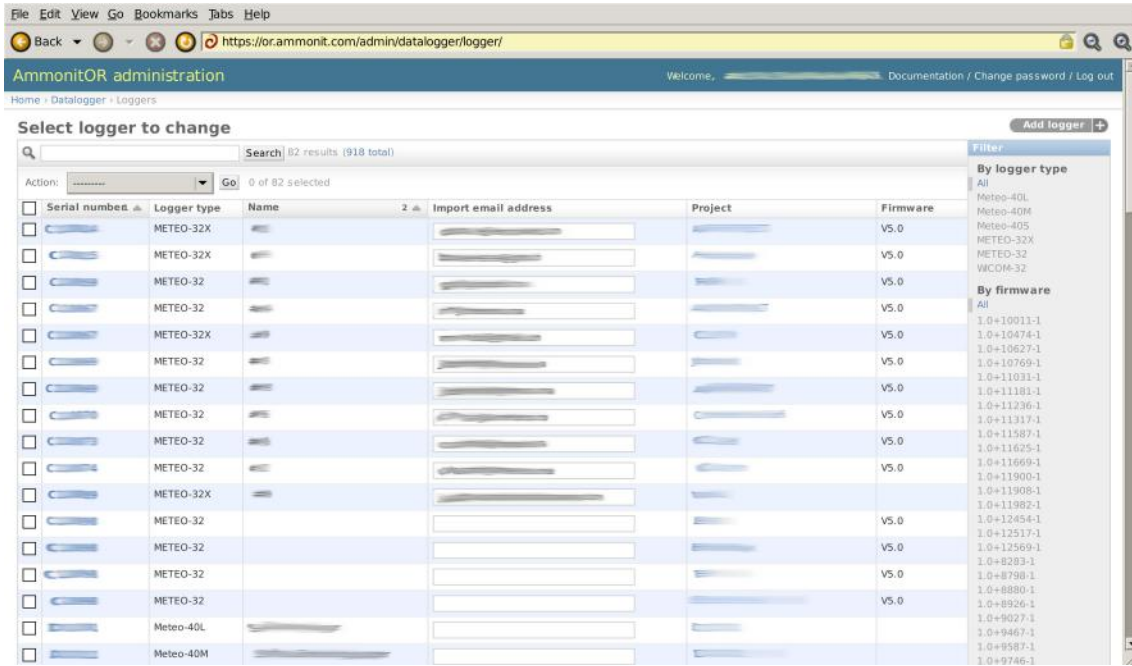 File Edit View Go Bookmarks Tabs Help
Back https://or.ammonit.com/admin/datalogger/logger/
AmmonitOR administration Welcome, Documentation / Change password / Log out
Home › Datalogger › Loggers
Select logger to change Add logger +
Search 82 results (918 total)
Action: --------- Go 0 of 82 selected
Serial number Logger type Name 2 Import email address Project Firmware
METEO-32X V5.0
METEO-32X V5.0
METEO-32 V5.0
METEO-32 V5.0
METEO-32X V5.0
METEO-32 V5.0
METEO-32 V5.0
METEO-32 V5.0
METEO-32 V5.0
METEO-32 V5.0
METEO-32X
METEO-32 V5.0
METEO-32 V5.0
METEO-32 V5.0
METEO-32 V5.0
Meteo-40L
Meteo-40M
Filter
By logger type
All
Meteo-40L
Meteo-40M
Meteo-40S
METEO-32X
METEO-32
WICOM-32
By firmware
All
1.0+10011-1
1.0+10474-1
1.0+10627-1
1.0+10769-1
1.0+11031-1
1.0+11181-1
1.0+11236-1
1.0+11317-1
1.0+11587-1
1.0+11625-1
1.0+11669-1
1.0+11900-1
1.0+11908-1
1.0+11982-1
1.0+12454-1
1.0+12517-1
1.0+12569-1
1.0+8283-1
1.0+8798-1
1.0+8880-1
1.0+8926-1
1.0+9027-1
1.0+9467-1
1.0+9587-1
1.0+9746-1